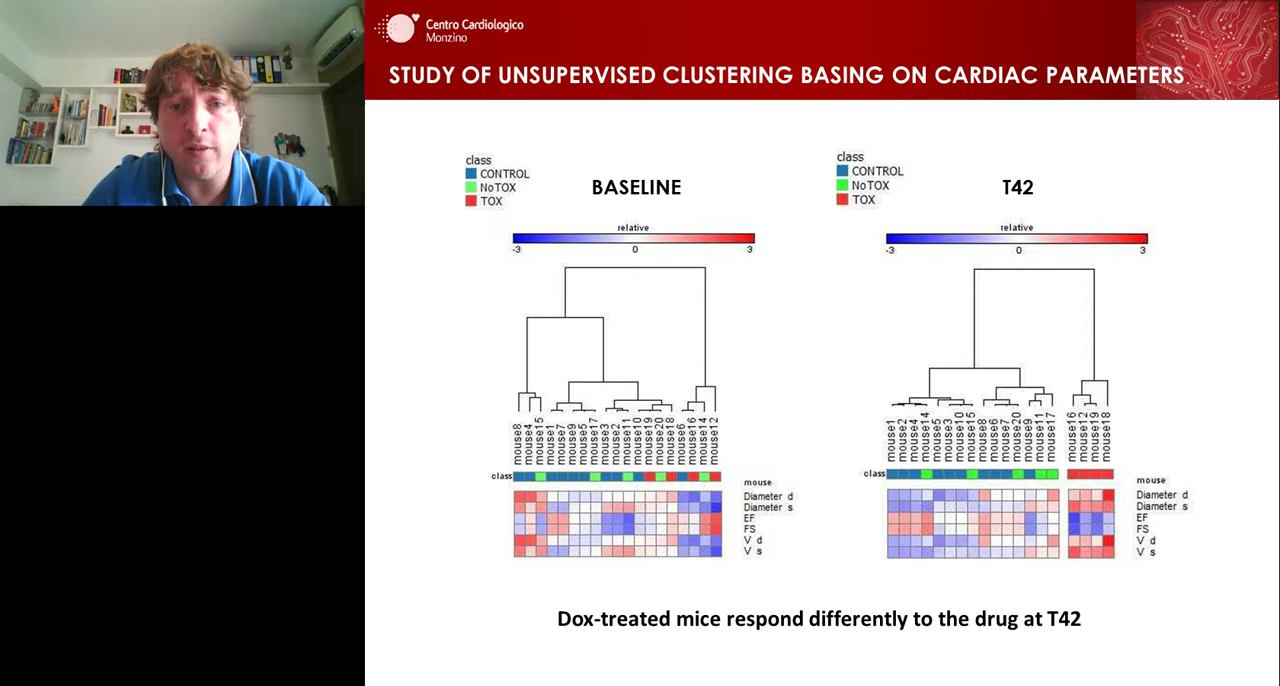 Centro Cardiologico
Monzino
STUDY OF UNSUPERVISED CLUSTERING BASING ON CARDIAC PARAMETERS
class
CONTROL
NoTOX
TOX
BASELINE
relative
-3 0 3
mouse8 mouse4 mouse15 mouse1 mouse7 mouse9 mouse5 mouse17 mouse3 mouse2 mouse11 mouse10 mouse19 mouse20 mouse18 mouse6 mouse16 mouse14 mouse12
class
mouse
Diameter d
Diameter s
EF
FS
V d
V s
class
CONTROL
NoTOX
TOX
T42
relative
-3 0 3
mouse1 mouse2 mouse4 mouse14 mouse5 mouse3 mouse10 mouse15 mouse8 mouse6 mouse7 mouse20 mouse9 mouse11 mouse17 mouse16 mouse12 mouse19 mouse18
class
mouse
Diameter d
Diameter s
EF
FS
V d
V s
Dox-treated mice respond differently to the drug at T42